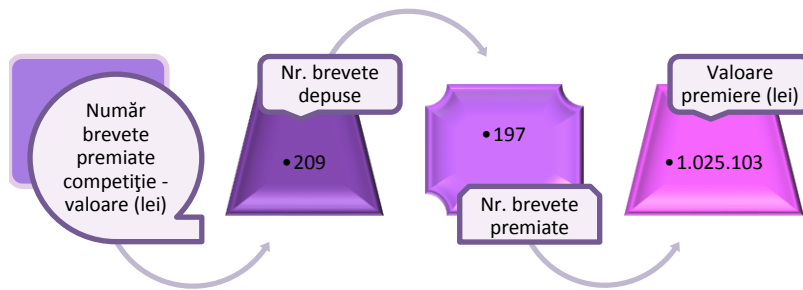 Număr
brevete
premiate
competiţie -
valoare (lei)
Nr. brevete
depuse
•209
•197
Nr. brevete
premiate
Valoare
premiere (lei)
•1.025.103